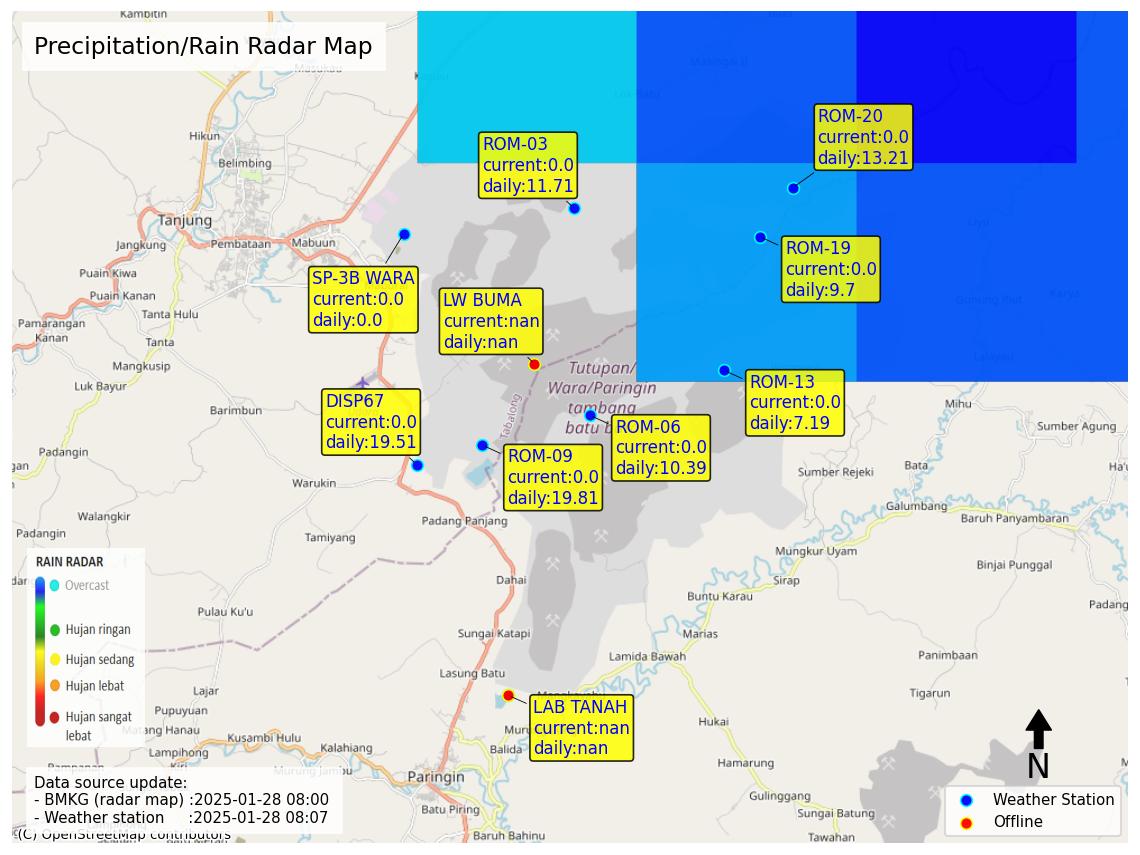 Kambitin
Precipitation/Rain Radar Map
Masukau
Hikun
Belimbing
Tanjung
Jangkung
Pembataan
Mabuun
Puain Kiwa
Puain Kanan
Tanta Hulu
Pamarangan
Kanan
Tanta
Mangkusip
Luk Bayur
Barimbun
ROM-03
current:0.0
daily:11.71
ROM-20
current:0.0
daily:13.21
ROM-19
current:0.0
daily:9.7
SP-3B WARA
current:0.0
daily:0.0
LW BUMA
current:nan
daily:nan
Tutupan/
Wara/Paringin
tambang
batu b
Tabalong
ROM-13
current:0.0
daily:7.19
DISP67
current:0.0
daily:19.51
ROM-06
current:0.0
daily:10.39
ROM-09
current:0.0
daily:19.81
Mihu
Sumber Agung
Sumber Rejeki
Bata
Galumbang
Baruh Panyambaran
Warukin
Walangkir
Padangin
Tamiyang
Padang Panjang
Mungkur Uyam
Binjai Punggal
Sirap
Dahai
Buntu Karau
Padang
Pulau Ku'u
Sungai Katapi
Marias
Lamida Bawah
Panimbaan
Lasung Batu
Tigarun
Lajar
Pupuyuan
Matang Hanau
Kusambi Hulu
Kalahiang
Lampihong
Murung Jambu
Balida
Hukai
Hamarung
Paringin
Batu Piring
Gulinggang
Sungai Batung
Baruh Bahinu
Tawahan
LAB TANAH
current:nan
daily:nan
RAIN RADAR
Overcast
Hujan ringan
Hujan sedang
Hujan lebat
Hujan sangat
lebat
Data source update:
- BMKG (radar map) :2025-01-28 08:00
- Weather station :2025-01-28 08:07
(C) OpenStreetMap contributors
N
Weather Station
Offline